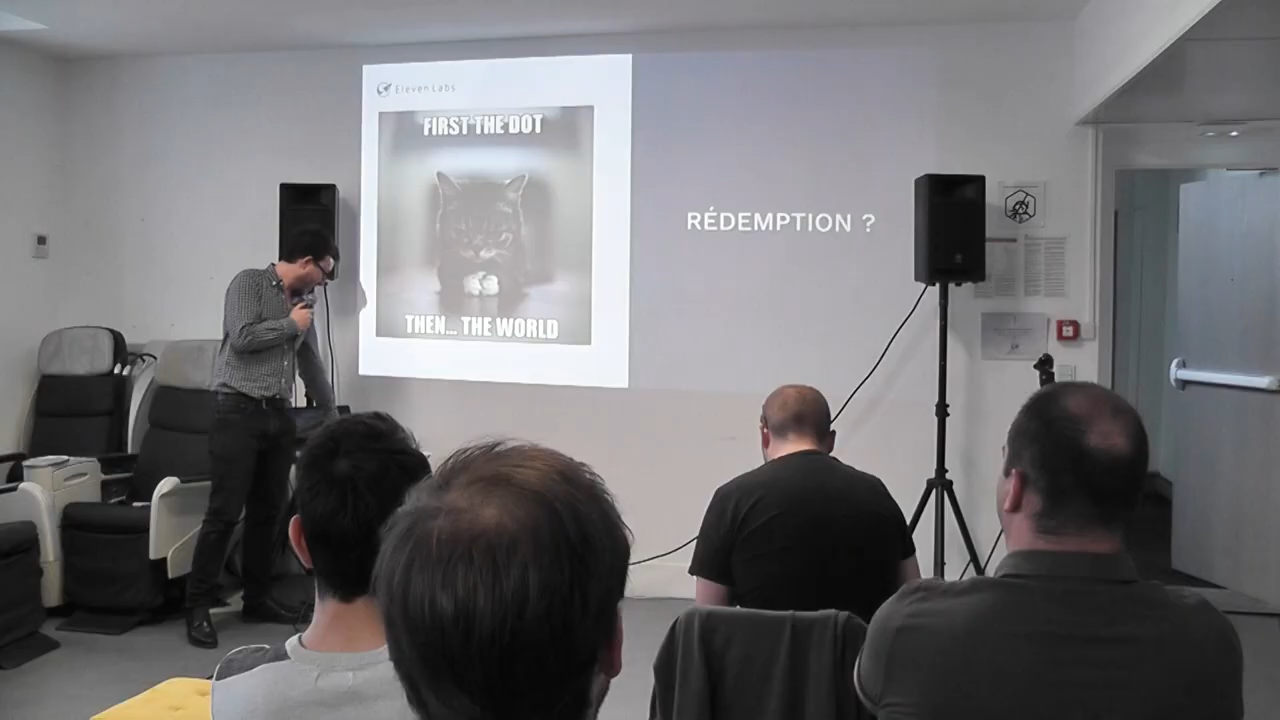 Eleven Labs
FIRST THE DOT
THEN... THE WORLD
RÉDEMPTION ?